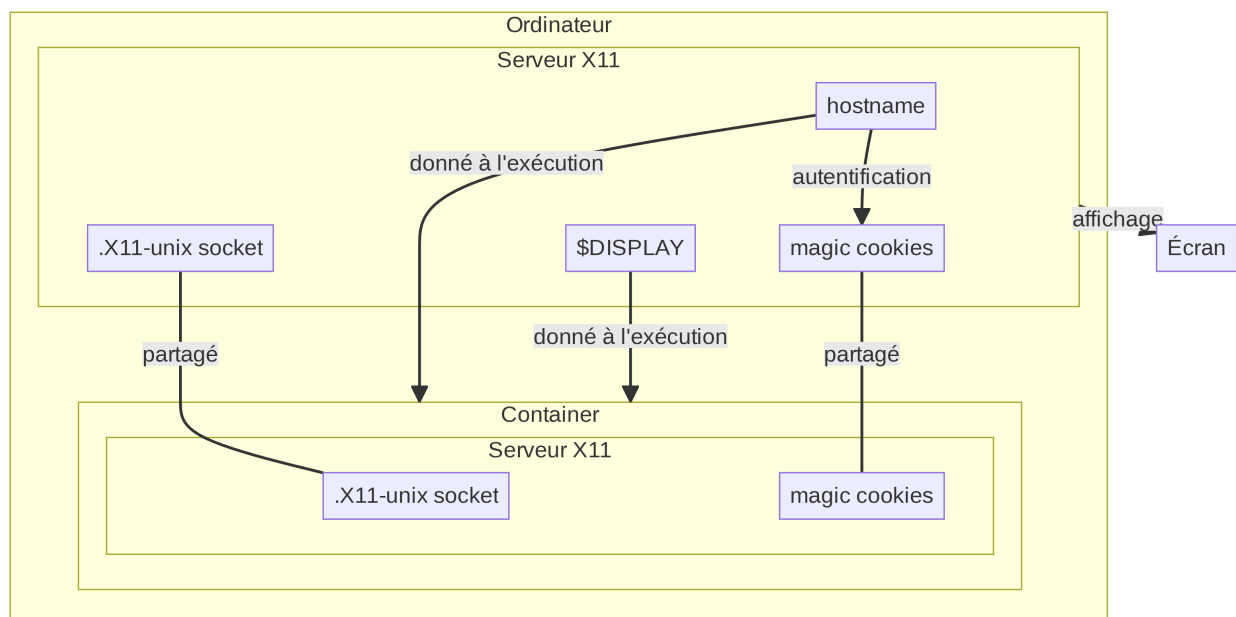 Ordinateur
Serveur X11
hostname
donné à l'exécution
autentification
affichage
.X11-unix socket
$DISPLAY
magic cookies
Écran
partagé
donné à l'exécution
partagé
Container
Serveur X11
.X11-unix socket
magic cookies